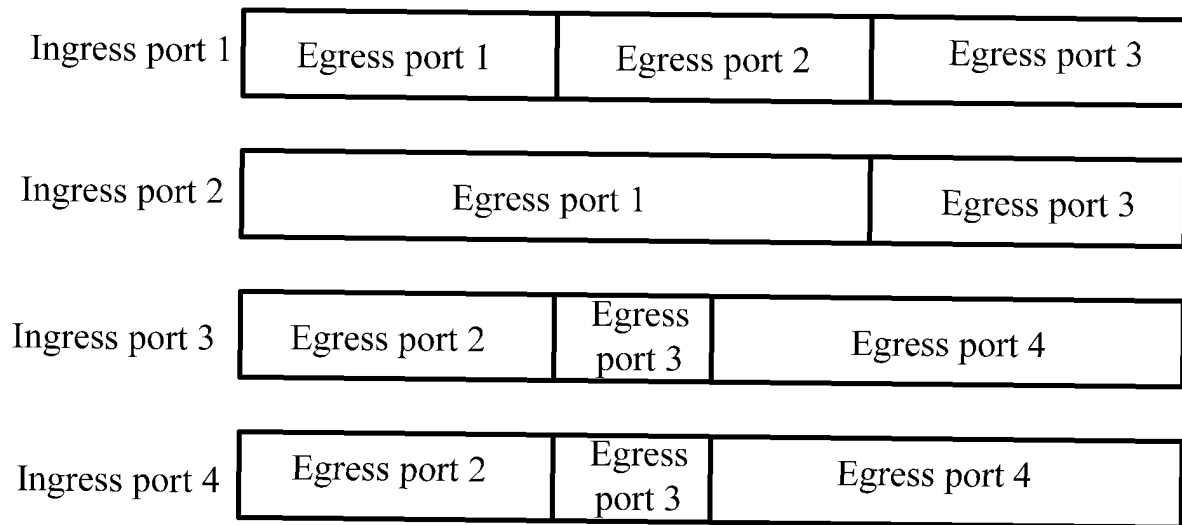 Ingress port 1 Egress port 1 Egress port 2 Egress port 3
Ingress port 2 Egress port 1 Egress port 3
Ingress port 3 Egress port 2 Egress port 3 Egress port 4
Ingress port 4 Egress port 2 Egress port 3 Egress port 4